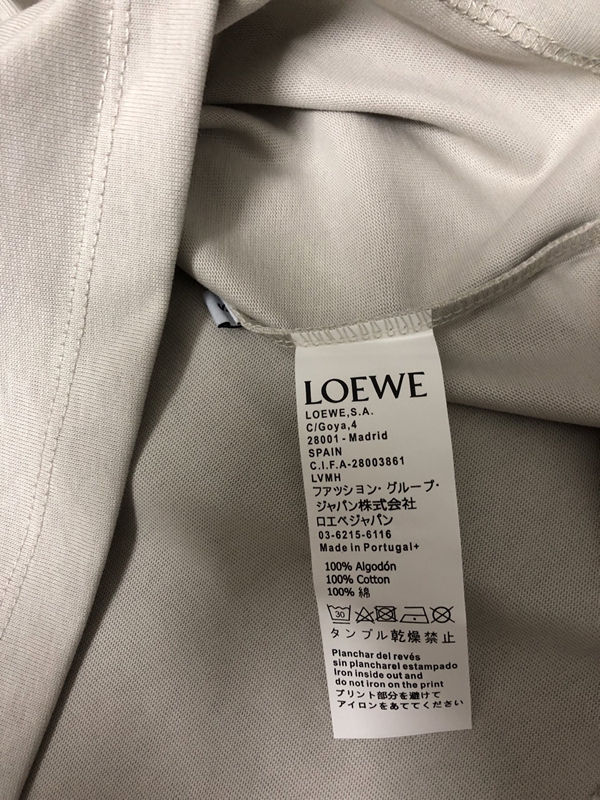 LOEWE
LOEWE,S.A.
C/Goya,4
28001 - Madrid
SPAIN
C.I.F.A-28003861
LVMH
ファッション・グループ・
ジャパン株式会社
ロエベジャパン
03-6215-6116
Made in Portugal+
100% Algodón
100% Cotton
100% 綿
30
タンブル乾燥禁止
Planchar del revés
sin plancharel estampado
Iron inside out and
do not iron on the print
プリント部分を避けて
アイロンをあててください